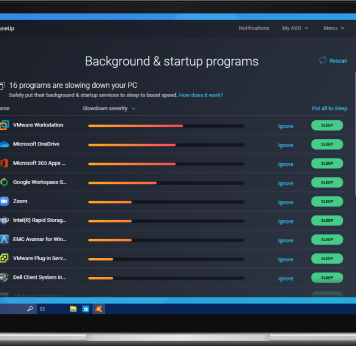 TuneUp
Notifications My AVG Menu
Background & startup programs
Rescan
16 programs are slowing down your PC
Safely put their background & startup services to sleep to boost speed. How does it work?
Slowdown severity Put all to sleep
VMware Workstation Ignore SLEEP
Microsoft OneDrive Ignore SLEEP
Microsoft 365 Apps ... Ignore SLEEP
Google Workspace S... Ignore SLEEP
Zoom Ignore SLEEP
Intel(R) Rapid Storag... Ignore SLEEP
EMC Avamar for Win... Ignore SLEEP
VMware Plug-in Serv... Ignore SLEEP
Dell Client System In... Ignore SLEEP